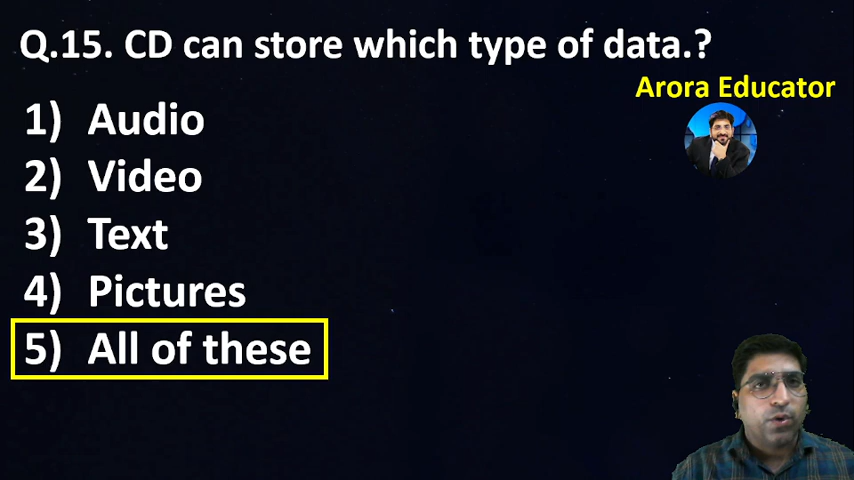 Q.15. CD can store which type of data.?
Arora Educator
1) Audio
2) Video
3) Text
4) Pictures
5) All of these